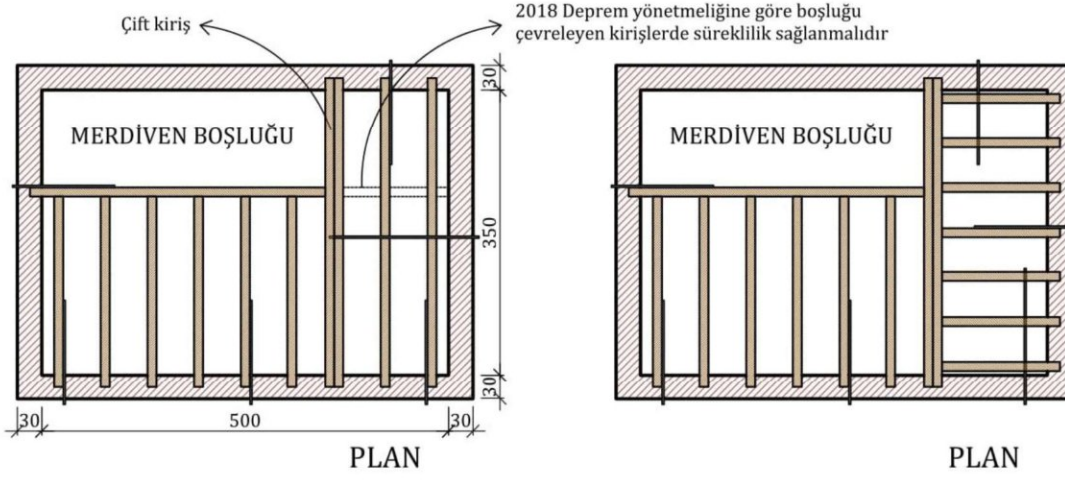 Çift kiriş
2018 Deprem yönetmeliğine göre boşluğu
çevreleyen kirişlerde süreklilik sağlanmalıdır
30
MERDİVEN BOŞLUĞU
350
30
30
500
30
PLAN
MERDİVEN BOŞLUĞU
PLAN